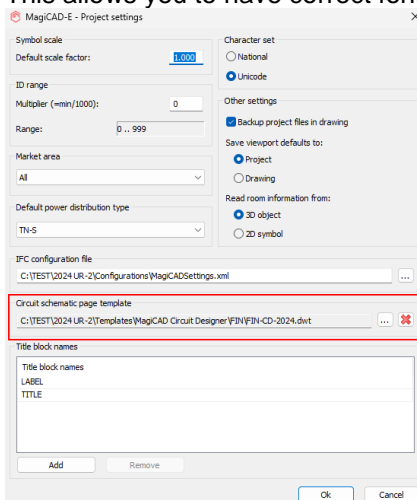 This allows you to have correct
MagiCAD-E - Project settings
Symbol scale
Default scale factor: 1.000
ID range
Multiplier (=min/1000): 0
Range: 0 .. 999
Market area
All
Default power distribution type
TN-S
Character set
National
Unicode
Other settings
Backup project files in drawing
Save viewport defaults to:
Project
Drawing
Read room information from:
3D object
2D symbol
IFC configuration file
C:\TEST\2024 UR-2\Configurations\MagiCADSettings.xml ...
Circuit schematic page template
C:\TEST\2024 UR-2\Templates\MagiCAD Circuit Designer\FIN\FIN-CD-2024.dwt ...
Title block names
Title block names
LABEL
TITLE
Add Remove
Ok Cancel